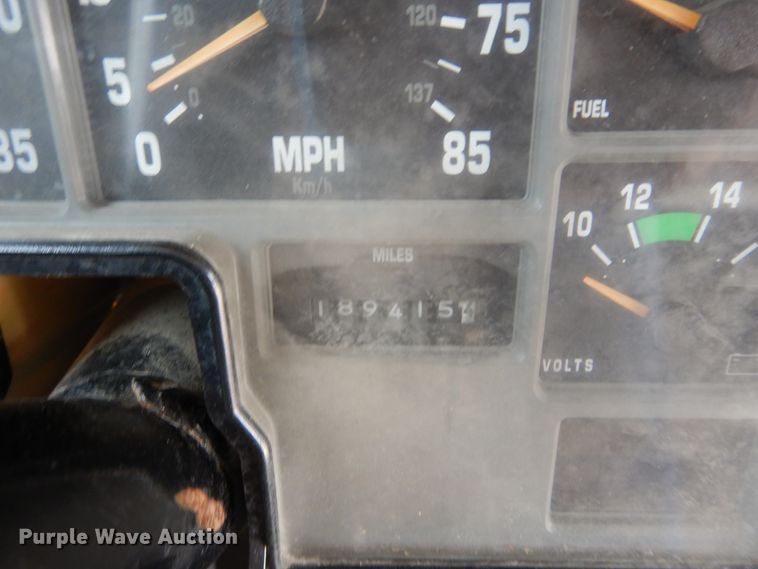 20
120
75
5
0
137
0
MPH
85
Km/h
FUEL
35
10 12 14
MILES
189415
VOLTS
Purple Wave Auction